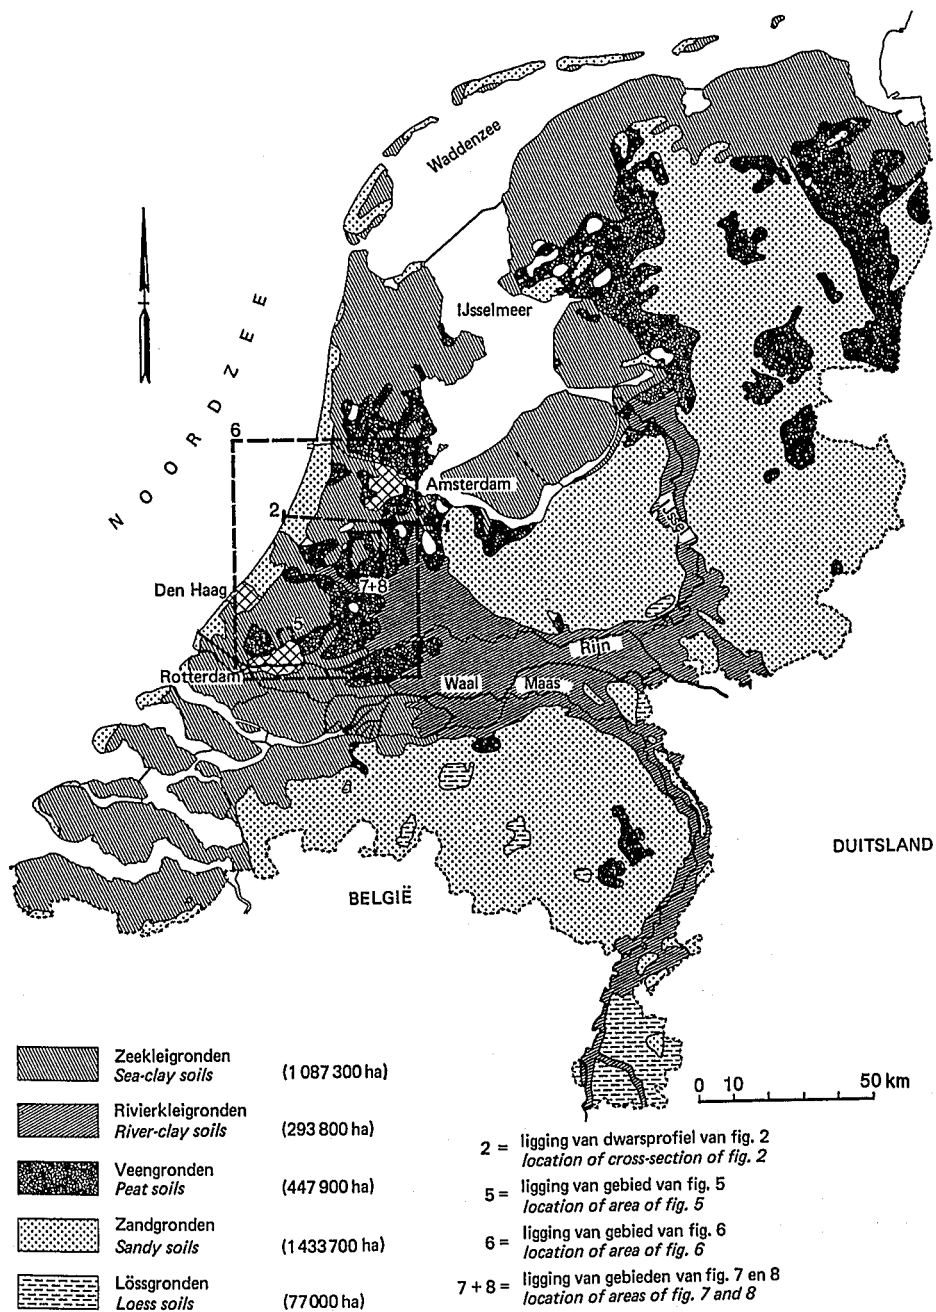 Waddenzee
NOORDZEE
IJsselmeer
6
Amsterdam
2
7+8
Den Haag
5
Rijn
Rotterdam
Waal
Maas
DUITSLAND
BELGIË
Zeekleigronden
Sea-clay soils (1 087 300 ha)
Rivierkleigronden
River-clay soils (293 800 ha)
Veengronden
Peat soils (447 900 ha)
Zandgronden
Sandy soils (1 433 700 ha)
Lössgronden
Loess soils (77 000 ha)
0 10 50 km
2 = ligging van dwarsprofiel van fig. 2
location of cross-section of fig. 2
5 = ligging van gebied van fig. 5
location of area of fig. 5
6 = ligging van gebied van fig. 6
location of area of fig. 6
7 + 8 = ligging van gebieden van fig. 7 en 8
location of areas of fig. 7 and 8